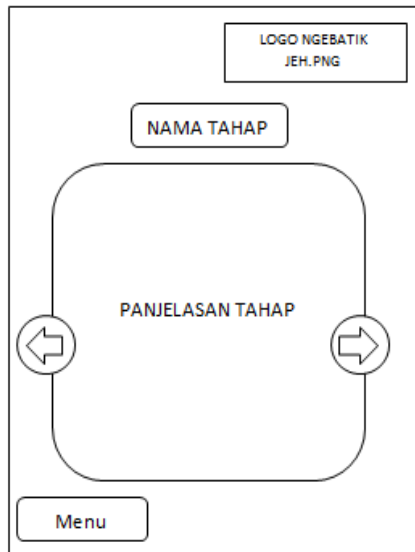 LOGO NGEBATIK
JEH.PNG
NAMA TAHAP
PANJELASAN TAHAP
Menu